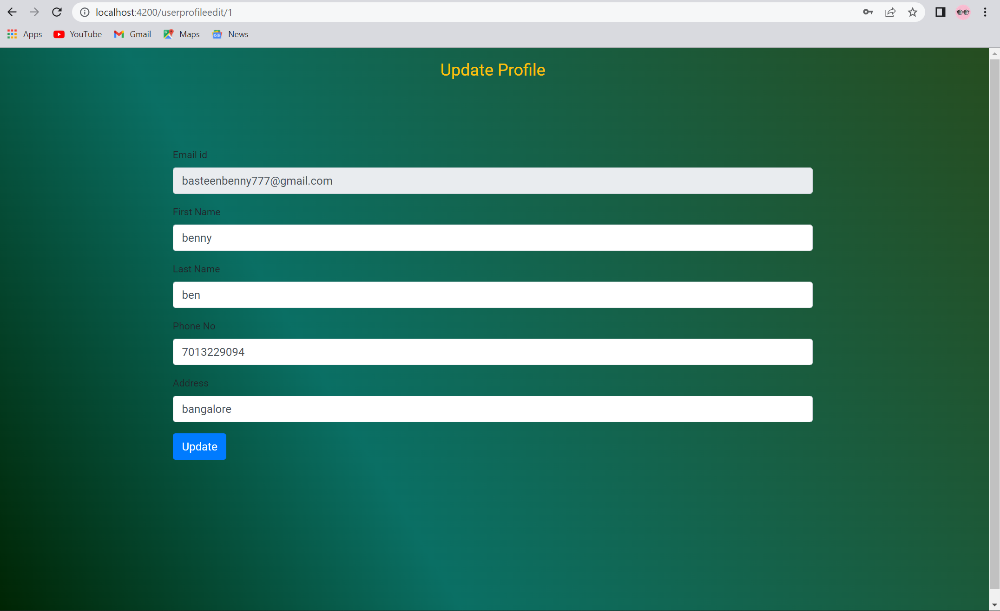 localhost:4200/userprofileedit/1
Apps YouTube Gmail Maps News
Update Profile
Email id
basteenbenny777@gmail.com
First Name
benny
Last Name
ben
Phone No
7013229094
Address
bangalore
Update